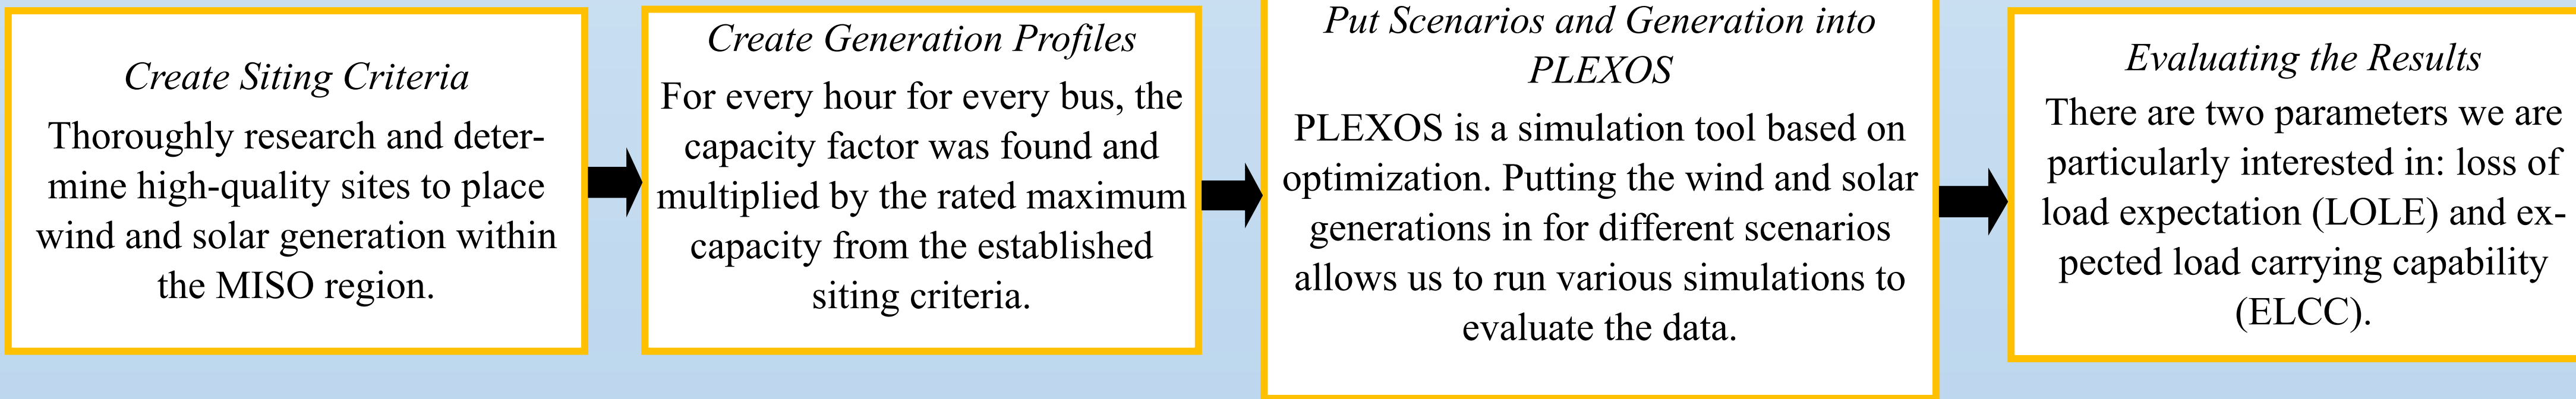 Create Siting Criteria
Thoroughly research and deter-
mine high-quality sites to place
wind and solar generation within
the MISO region.
Create Generation Profiles
For every hour for every bus, the
capacity factor was found and
multiplied by the rated maximum
capacity from the established
siting criteria.
Put Scenarios and Generation into
PLEXOS
PLEXOS is a simulation tool based on
optimization. Putting the wind and solar
generations in for different scenarios
allows us to run various simulations to
evaluate the data.
Evaluating the Results
There are two parameters we are
particularly interested in: loss of
load expectation (LOLE) and ex-
pected load carrying capability
(ELCC).